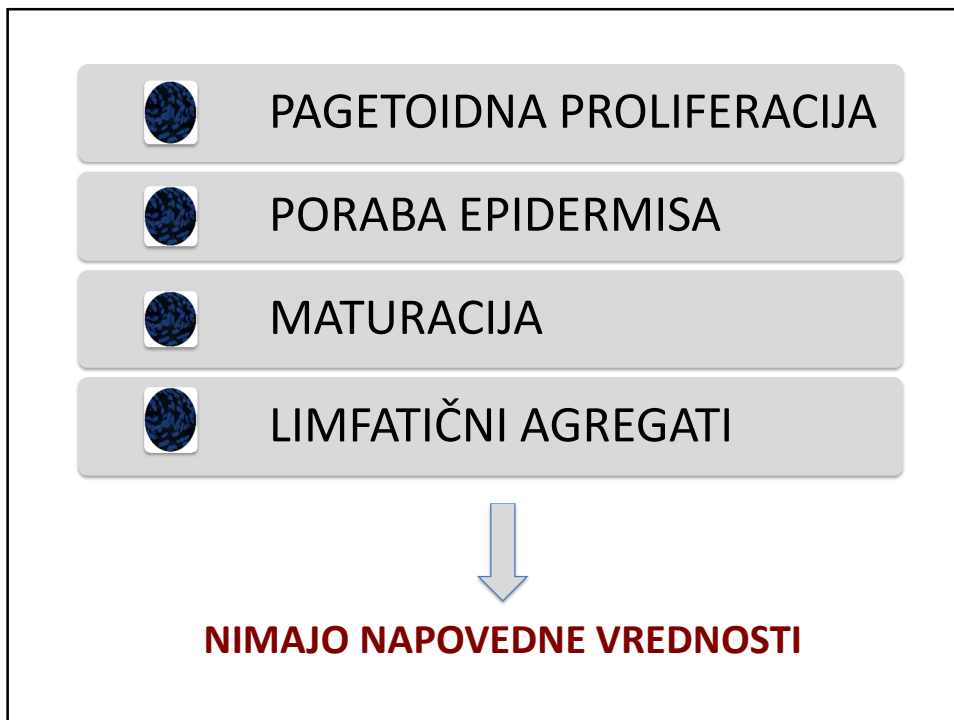 PAGETOIDNA PROLIFERACIJA
PORABA EPIDERMISA
MATURACIJA
LIMFATIČNI AGREGATI
NIMAJO NAPOVEDNE VREDNOSTI